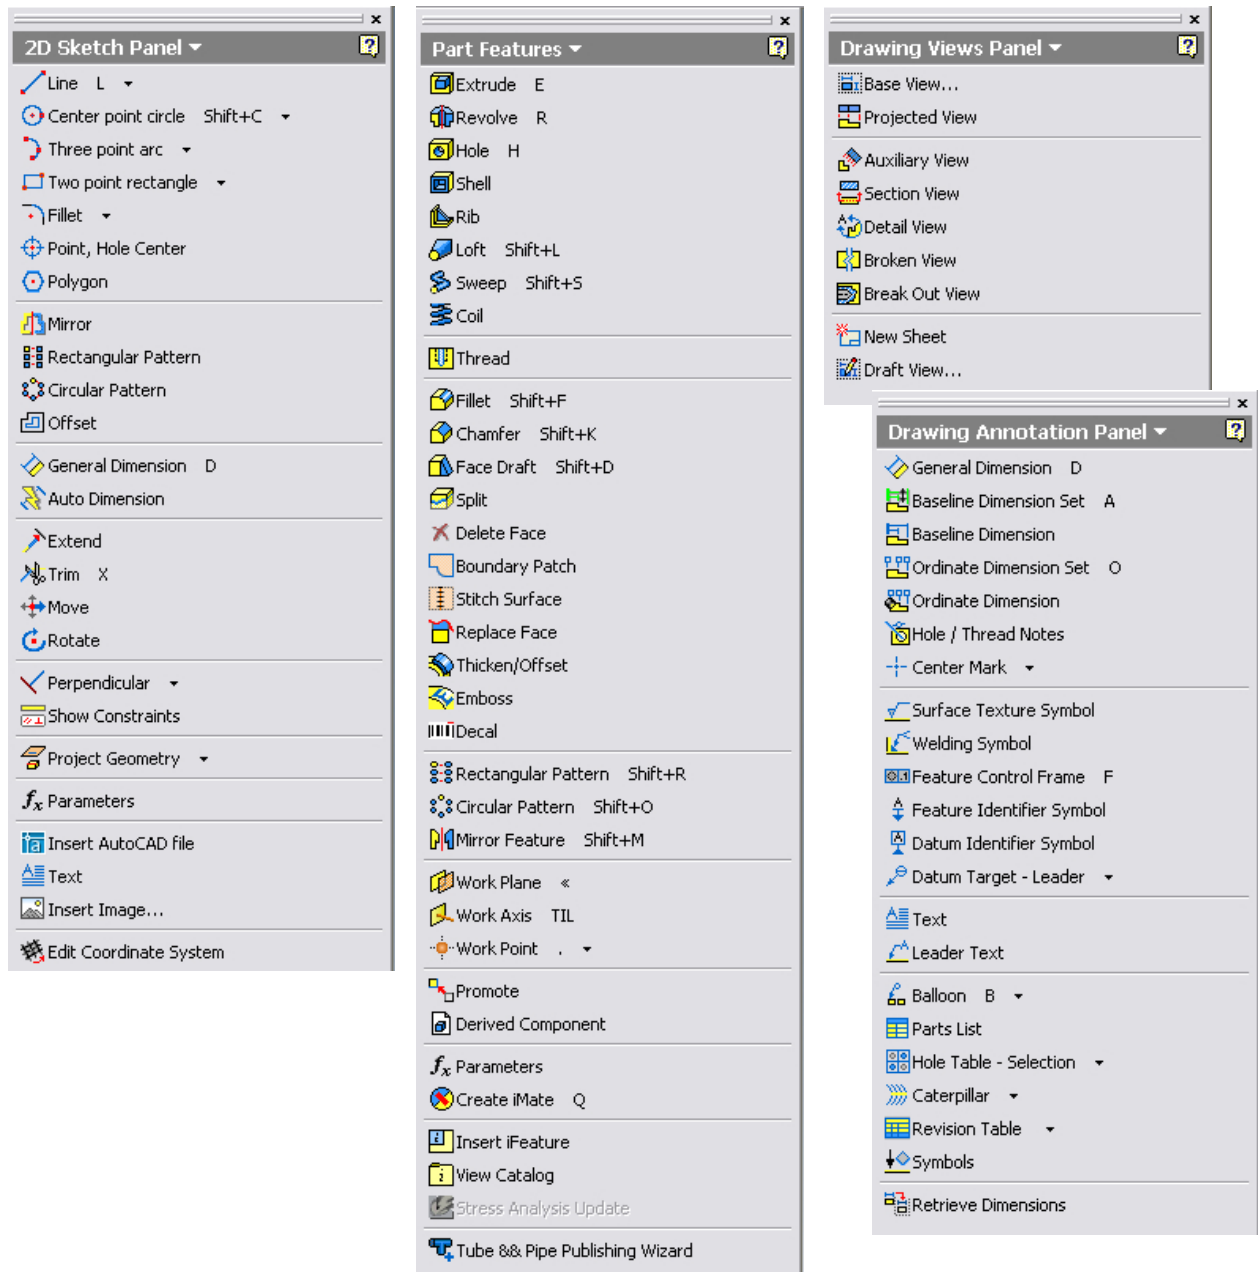 2D Sketch Panel
Line L
Center point circle Shift+C
Three point arc
Two point rectangle
Fillet
Point, Hole Center
Polygon
Mirror
Rectangular Pattern
Circular Pattern
Offset
General Dimension D
Auto Dimension
Extend
Trim X
Move
Rotate
Perpendicular
Show Constraints
Project Geometry
fx Parameters
Insert AutoCAD file
Text
Insert Image...
Edit Coordinate System
Part Features
Extrude E
Revolve R
Hole H
Shell
Rib
Loft Shift+L
Sweep Shift+S
Coil
Thread
Fillet Shift+F
Chamfer Shift+K
Face Draft Shift+D
Split
Delete Face
Boundary Patch
Stitch Surface
Replace Face
Thicken/Offset
Emboss
Decal
Rectangular Pattern Shift+R
Circular Pattern Shift+O
Mirror Feature Shift+M
Work Plane «
Work Axis TIL
Work Point .
Promote
Derived Component
fx Parameters
Create iMate Q
Insert iFeature
View Catalog
Stress Analysis Update
Tube && Pipe Publishing Wizard
Drawing Views Panel
Base View...
Projected View
Auxiliary View
Section View
Detail View
Broken View
Break Out View
New Sheet
Draft View...
Drawing Annotation Panel
General Dimension D
Baseline Dimension Set A
Baseline Dimension
Ordinate Dimension Set O
Ordinate Dimension
Hole / Thread Notes
Center Mark
Surface Texture Symbol
Welding Symbol
Feature Control Frame F
Feature Identifier Symbol
Datum Identifier Symbol
Datum Target - Leader
Text
Leader Text
Balloon B
Parts List
Hole Table - Selection
Caterpillar
Revision Table
Symbols
Retrieve Dimensions